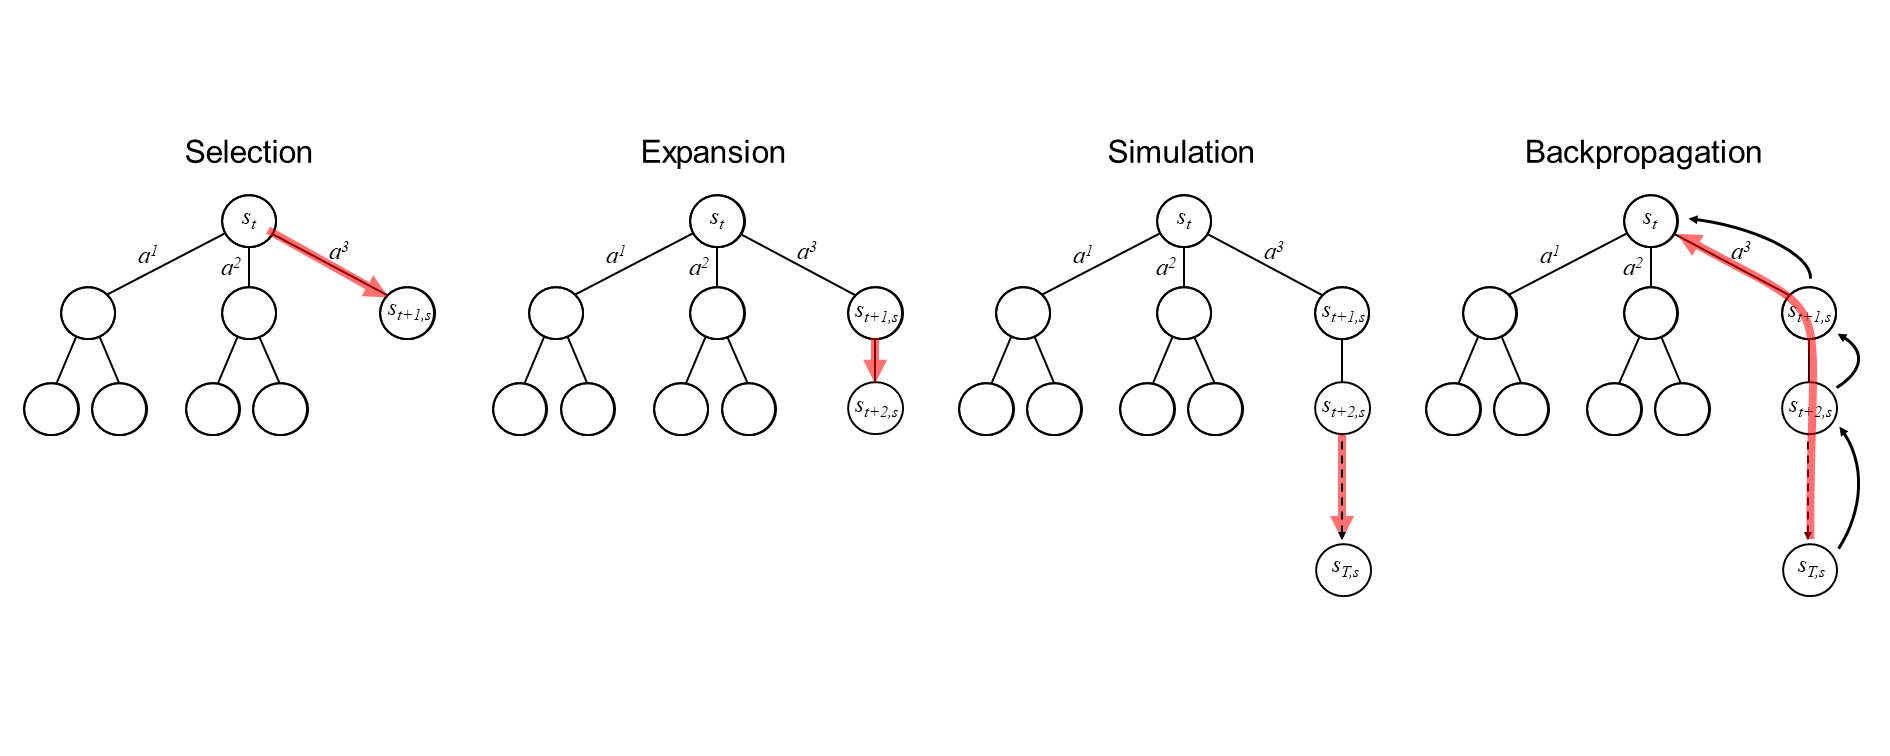 Selection
Expansion
Simulation
Backpropagation
s_t
a^1
a^2
a^3
s_{t+1,s}
s_t
a^1
a^2
a^3
s_{t+1,s}
s_{t+2,s}
s_t
a^1
a^2
a^3
s_{t+1,s}
s_{t+2,s}
s_{T,s}
s_t
a^1
a^2
a^3
s_{t+1,s}
s_{t+2,s}
s_{T,s}